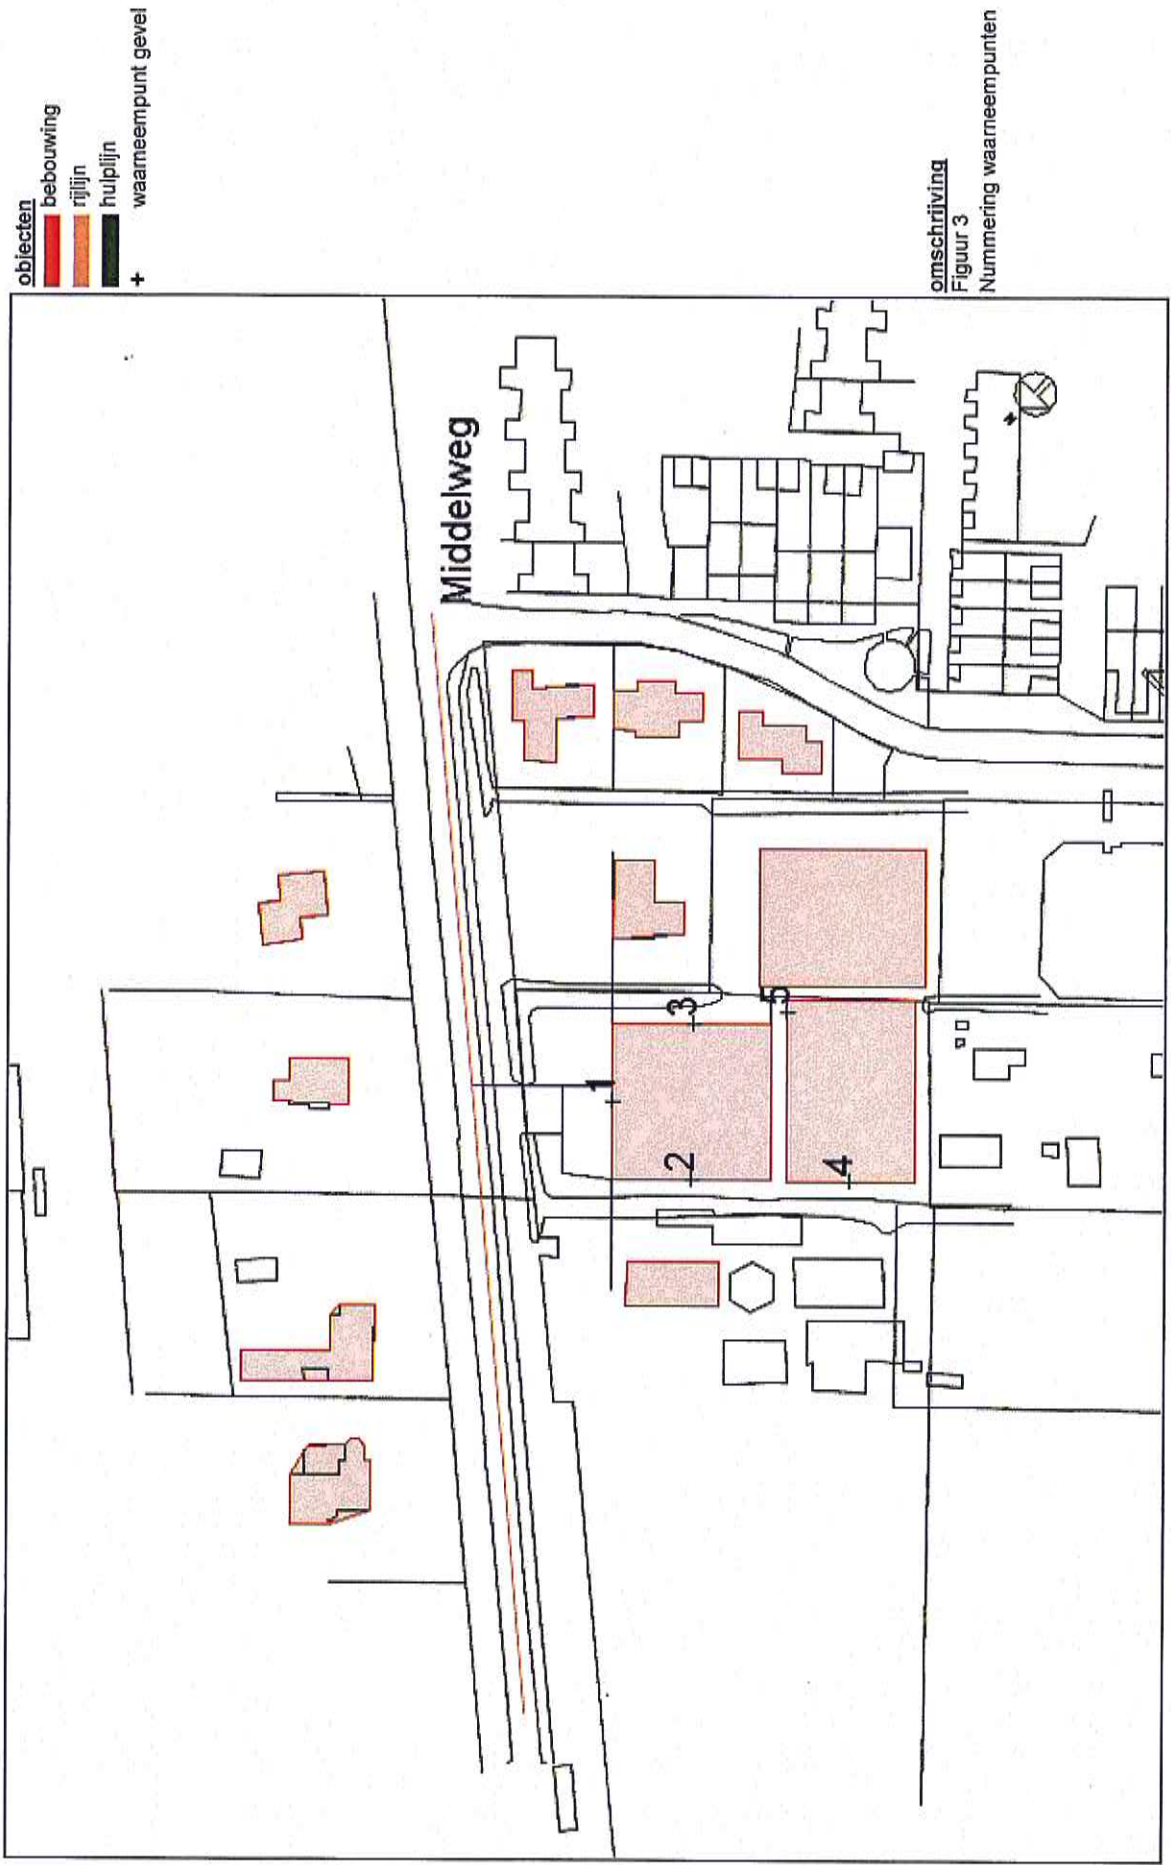 objecten
bebouwing
rijlijn
hulplijn
+ waarneempunt gevel
Middelweg
1
2
3
4
5
omschrijving
Figuur 3
Nummering waarneempunten